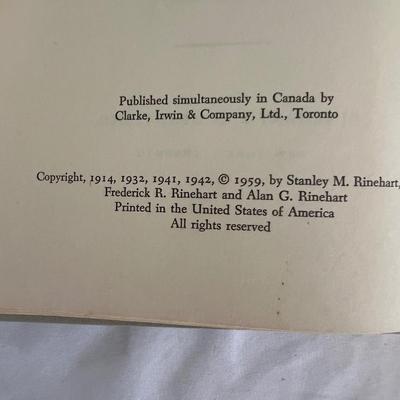 Published simultaneously in Canada by
Clarke, Irwin & Company, Ltd., Toronto
Copyright, 1914, 1932, 1941, 1942, © 1959, by Stanley M. Rinehart,
Frederick R. Rinehart and Alan G. Rinehart
Printed in the United States of America
All rights reserved